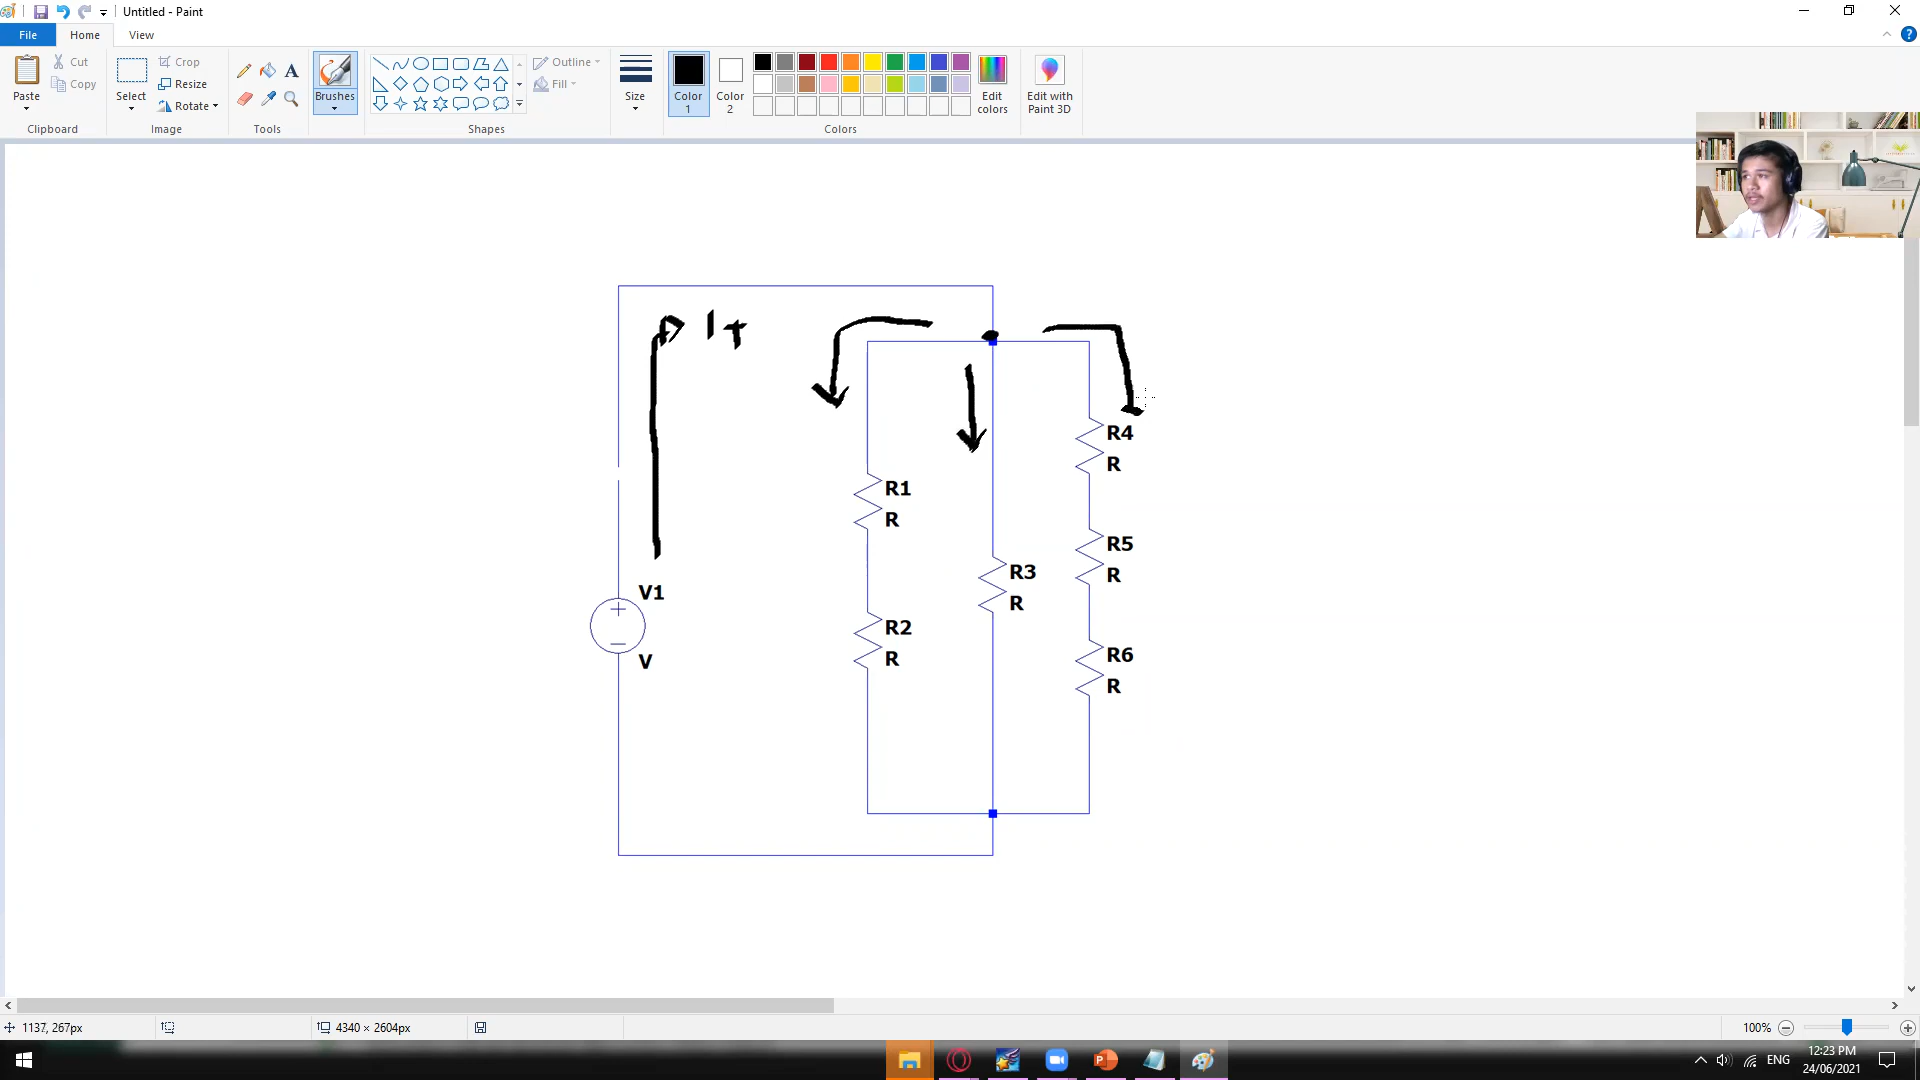 Untitled - Paint
File
Home
View
Paste
Cut
Copy
Clipboard
Select
Crop
Resize
Rotate
Image
Tools
Brushes
Shapes
Outline
Fill
Size
Color
1
Color
2
Edit
colors
Colors
Edit with
Paint 3D
R4
R
R1
R
R5
R
R3
R
V1
V
R2
R
R6
R
1137, 267px
4340 × 2604px
100%
ENG
12:23 PM
24/06/2021